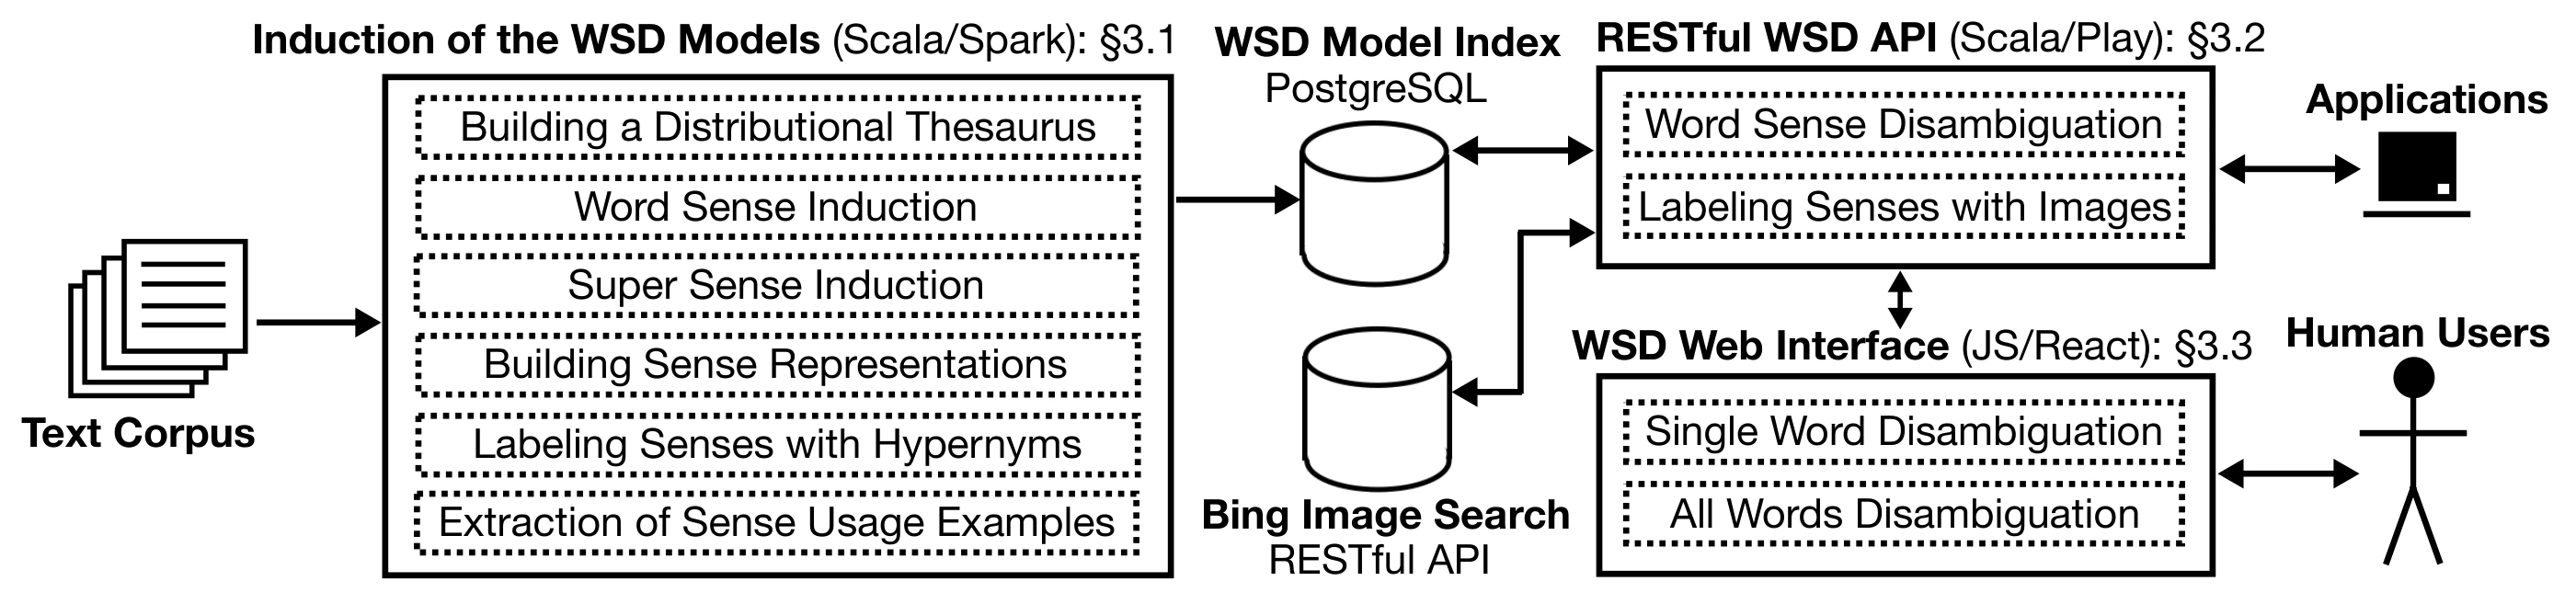 Induction of the WSD Models (Scala/Spark): §3.1
Building a Distributional Thesaurus
Word Sense Induction
Super Sense Induction
Building Sense Representations
Labeling Senses with Hypernyms
Extraction of Sense Usage Examples
Text Corpus
WSD Model Index
PostgreSQL
Bing Image Search
RESTful API
RESTful WSD API (Scala/Play): §3.2
Word Sense Disambiguation
Labeling Senses with Images
WSD Web Interface (JS/React): §3.3
Single Word Disambiguation
All Words Disambiguation
Applications
Human Users